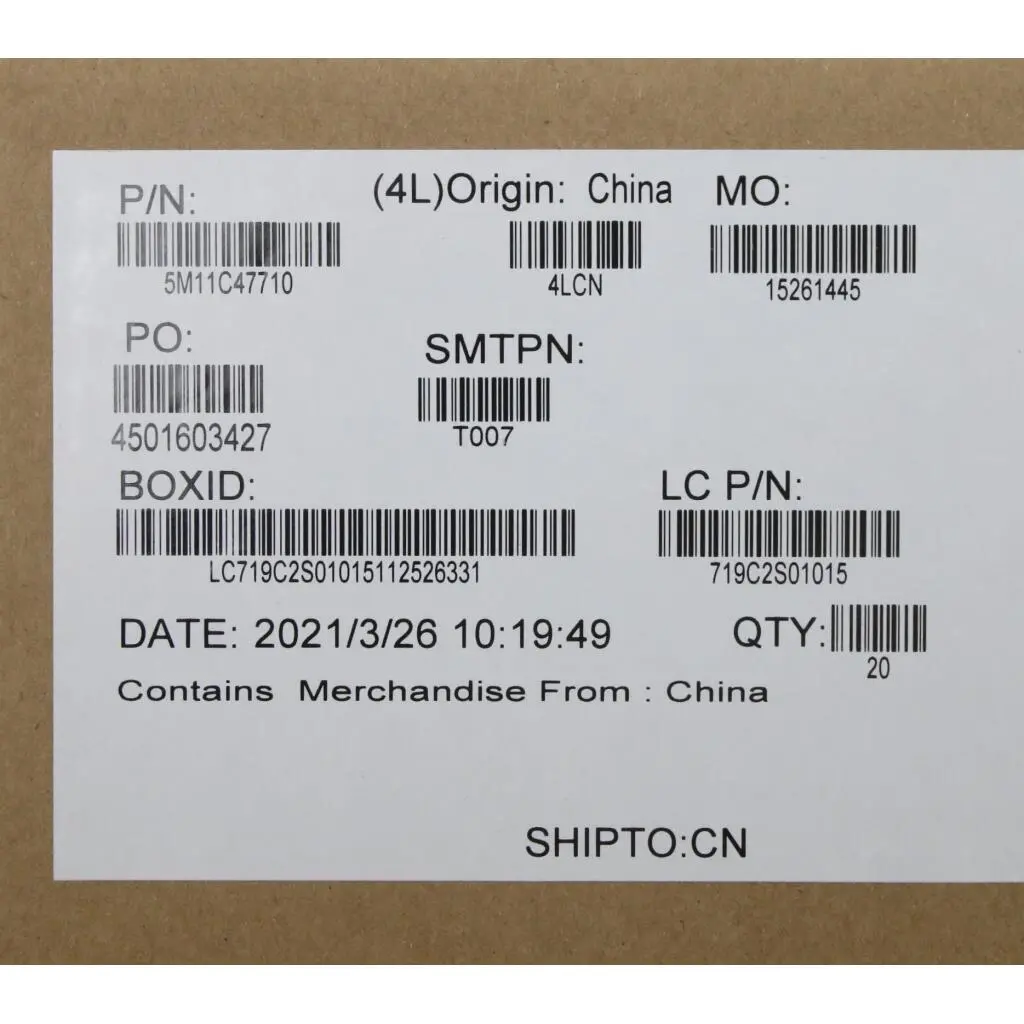 P/N: (4L)Origin: China MO:
5M11C47710 4LCN 15261445
PO: SMTPN:
4501603427 T007
BOXID: LC P/N:
LC719C2S01015112526331 719C2S01015
DATE: 2021/3/26 10:19:49 QTY:
20
Contains Merchandise From : China
SHIPTO:CN